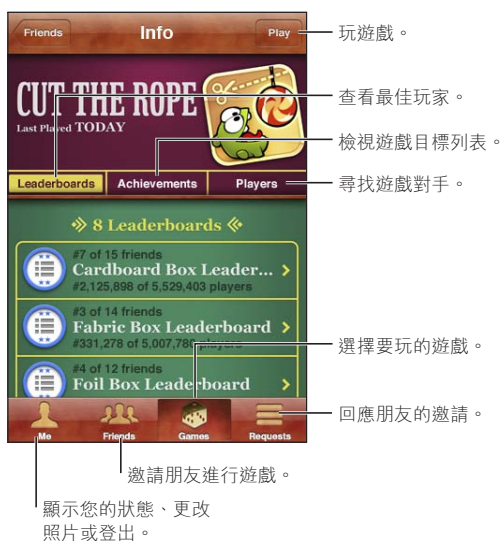 Friends
Info
Play
玩遊戲。
CUT THE ROPE
Last Played TODAY
查看最佳玩家。
檢視遊戲目標列表。
Leaderboards
Achievements
Players
尋找遊戲對手。
8 Leaderboards
#7 of 15 friends
Cardboard Box Leader...
#2,125,898 of 5,529,403 players
#3 of 14 friends
Fabric Box Leaderboard
#331,278 of 5,007,780 players
選擇要玩的遊戲。
#4 of 12 friends
Foil Box Leaderboard
Me
Friends
Games
Requests
回應朋友的邀請。
邀請朋友進行遊戲。
顯示您的狀態、更改
照片或登出。